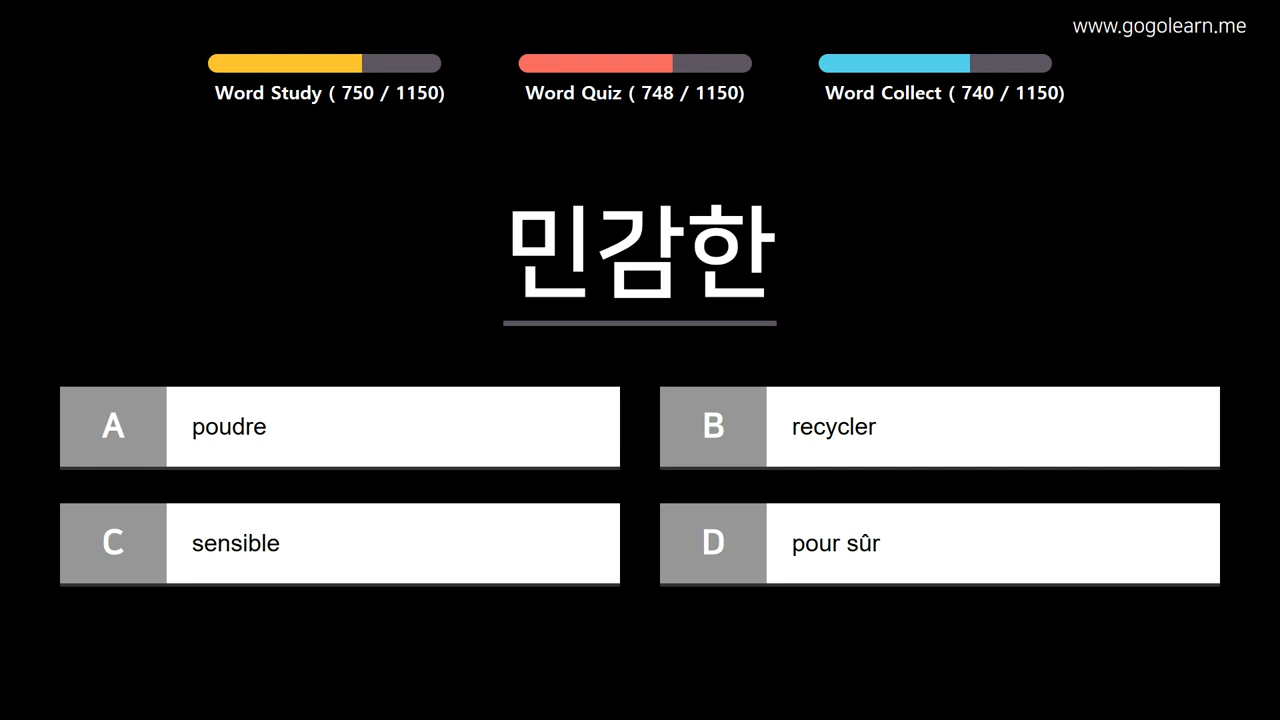 www.gogolearn.me
Word Study ( 750 / 1150)
Word Quiz ( 748 / 1150)
Word Collect ( 740 / 1150)
민감한
A poudre
B recycler
C sensible
D pour sûr